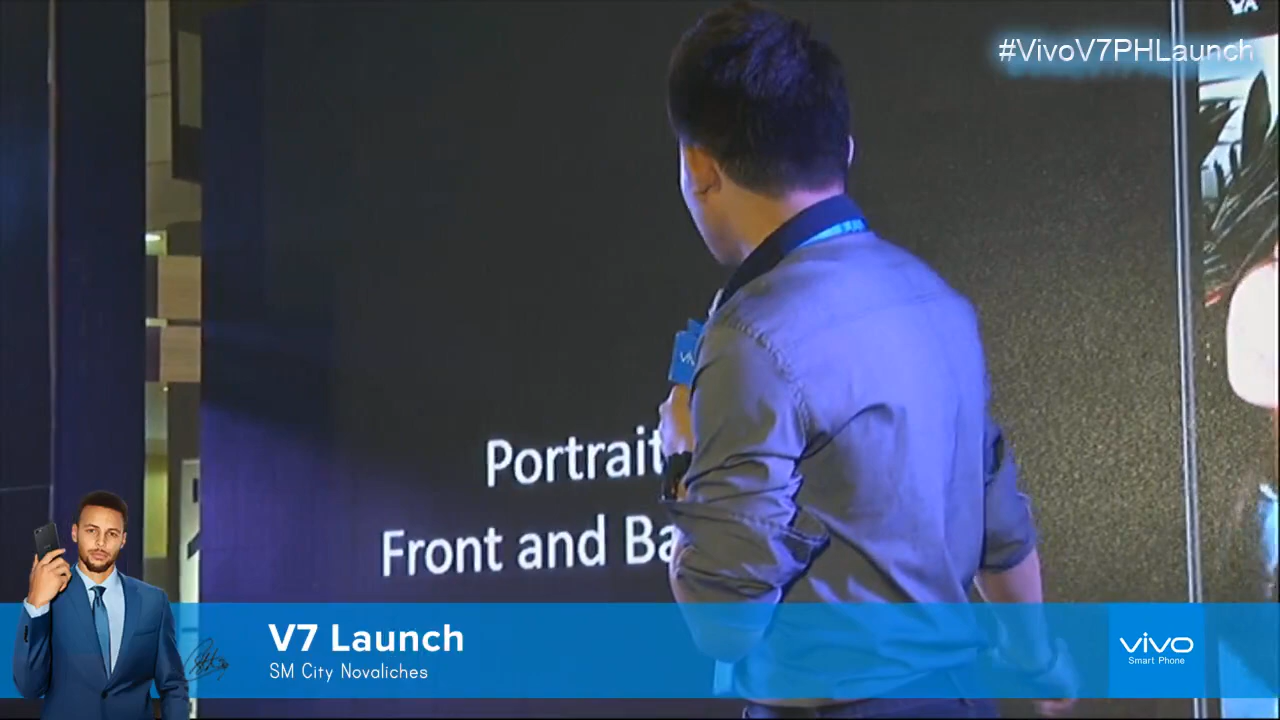 #VivoV7PHLaunch
Portrait
Front and Ba
V7 Launch
SM City Novaliches
vivo
Smart Phone